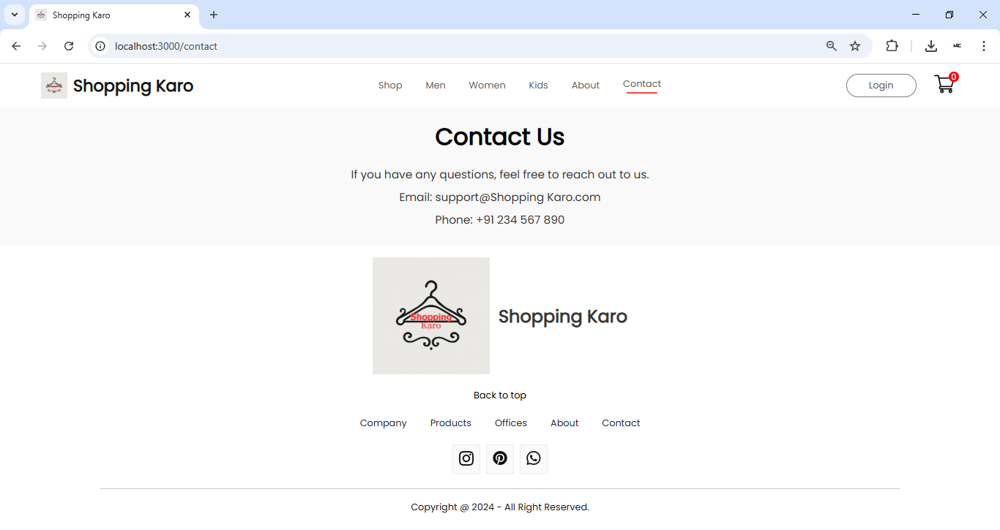 Shopping Karo
localhost:3000/contact
Shopping Karo
Shop Men Women Kids About Contact
Login
0
Contact Us
If you have any questions, feel free to reach out to us.
Email: support@Shopping Karo.com
Phone: +91 234 567 890
Shopping
Karo
Shopping Karo
Back to top
Company Products Offices About Contact
Copyright @ 2024 - All Right Reserved.